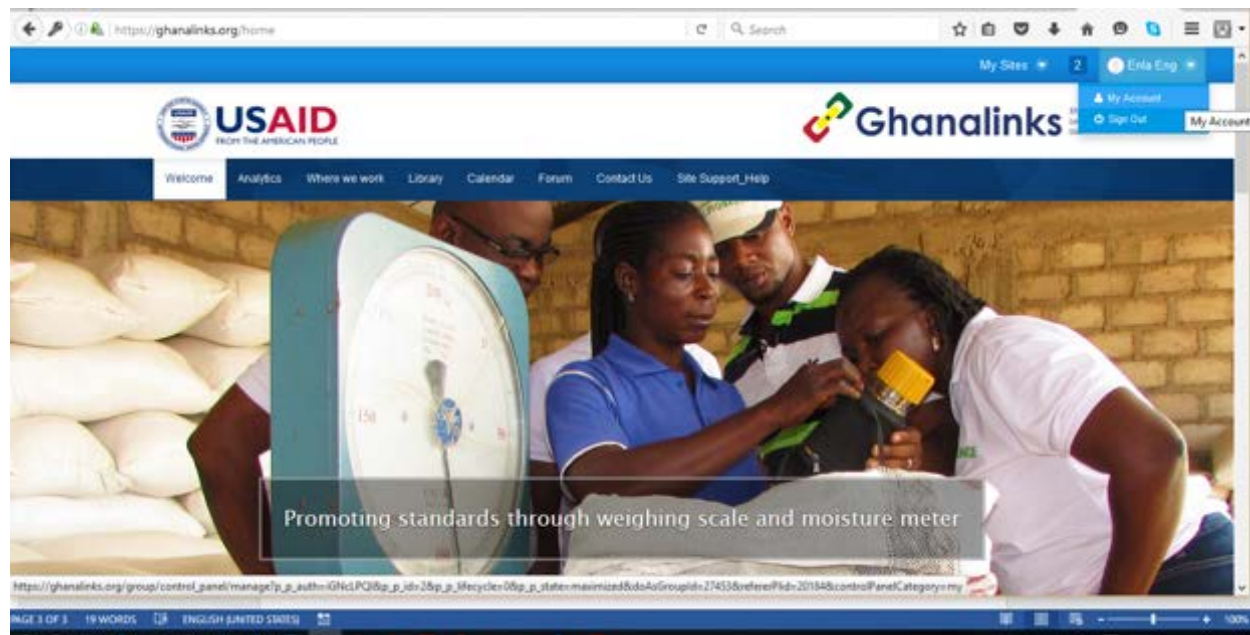 https://ghanalinks.org/home
Search
My Sites
2
Enla Eng
My Account
Sign Out
My Account
USAID
FROM THE AMERICAN PEOPLE
Ghanalinks
Welcome Analytics Where we work Library Calendar Forum Contact Us Site Support_Help
150
Promoting standards through weighing scale and moisture meter
PAGE 3 OF 3 19 WORDS ENGLISH (UNITED STATES)
100%